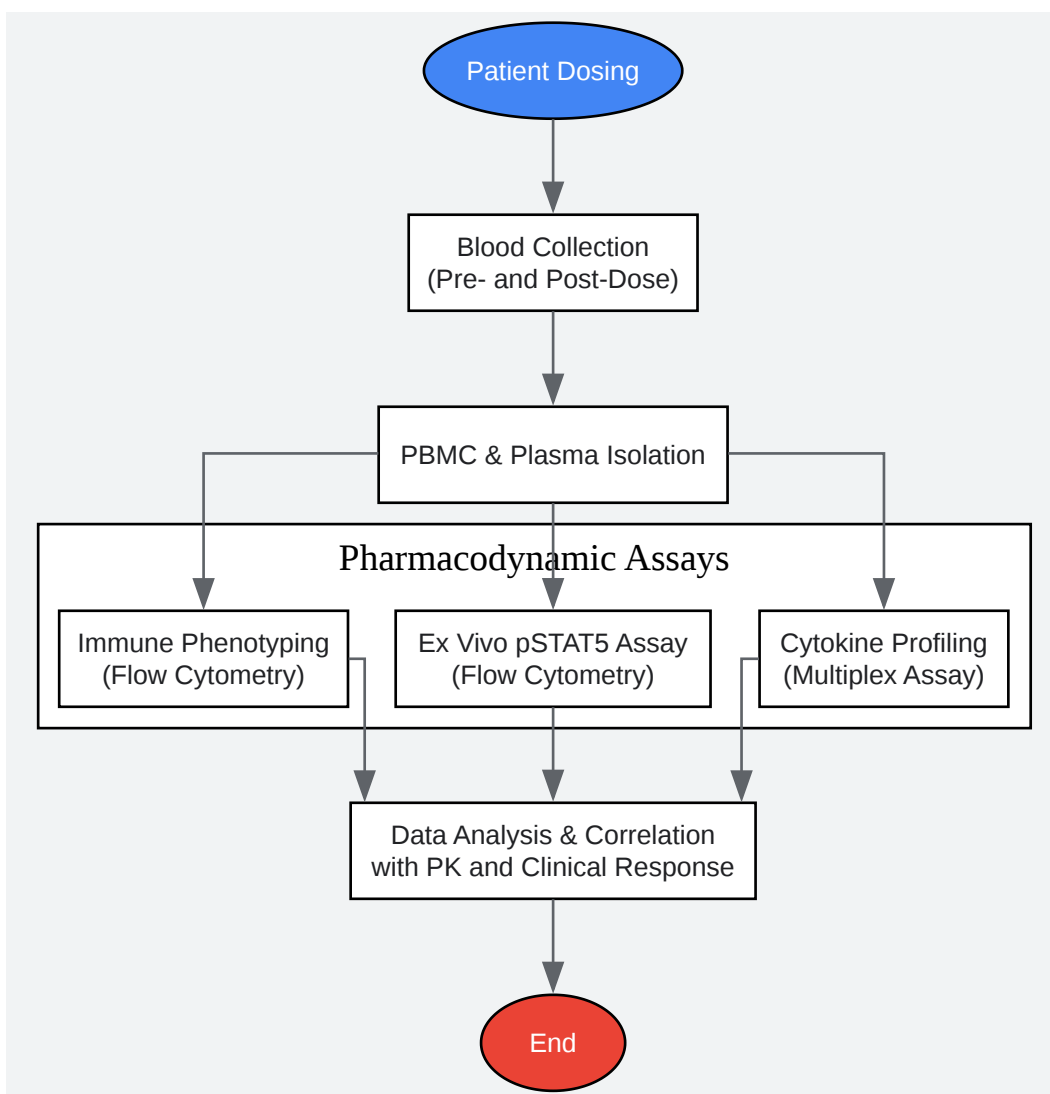 Patient Dosing
Blood Collection
(Pre- and Post-Dose)
PBMC & Plasma Isolation
Pharmacodynamic Assays
Immune Phenotyping
(Flow Cytometry)
Ex Vivo pSTAT5 Assay
(Flow Cytometry)
Cytokine Profiling
(Multiplex Assay)
Data Analysis & Correlation
with PK and Clinical Response
End